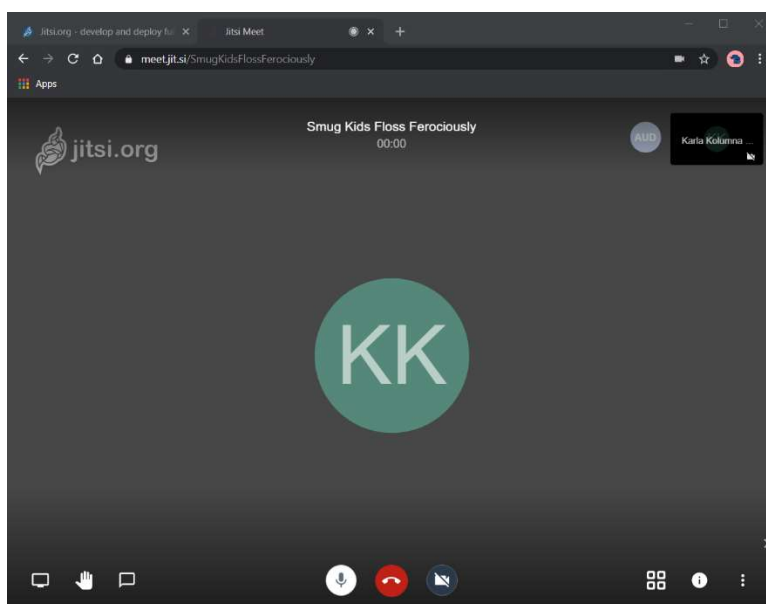 Jitsi.org - develop and deploy ful
Jitsi Meet
meet.jit.si/SmugKidsFlossFerociously
Apps
jitsi.org
Smug Kids Floss Ferociously
00:00
AUD
Karla Kolumna ...
KK